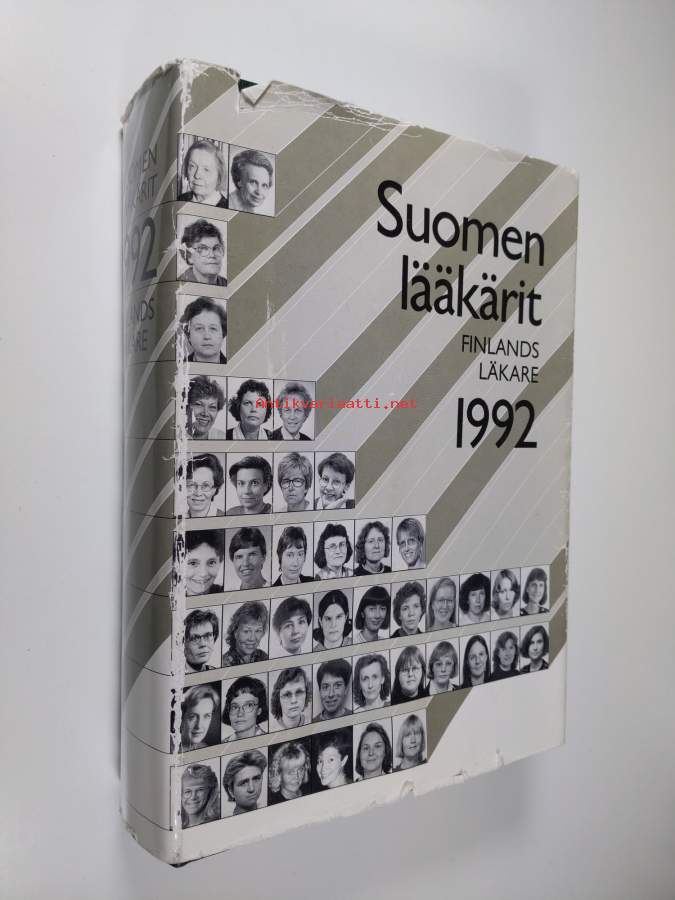 Suomen
lääkärit
FINLANDS
LÄKARE
1992
Antikvariaatti.net